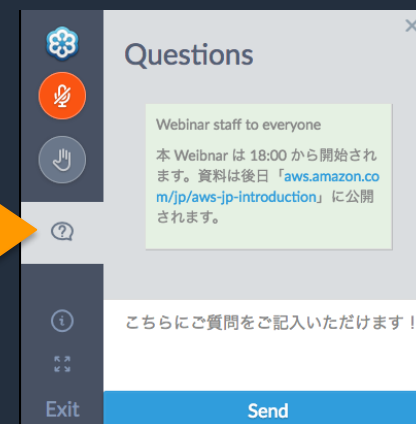 Questions
Webinar staff to everyone
本 Weibnar は 18:00 から開始され
ます。資料は後日「aws.amazon.co
m/jp/aws-jp-introduction」に公開
されます。
こちらにご質問をご記入いただけます！
Exit
Send